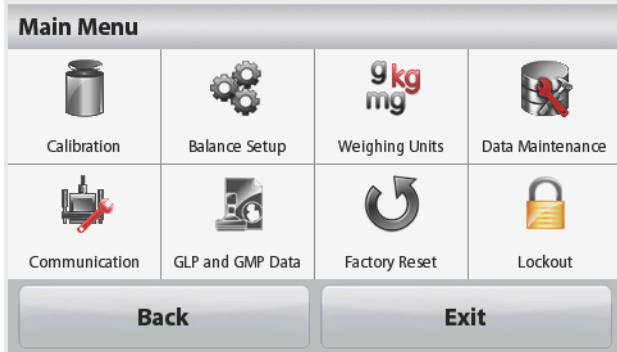 Main Menu
g kg
mg
Calibration
Balance Setup
Weighing Units
Data Maintenance
Communication
GLP and GMP Data
Factory Reset
Lockout
Back
Exit